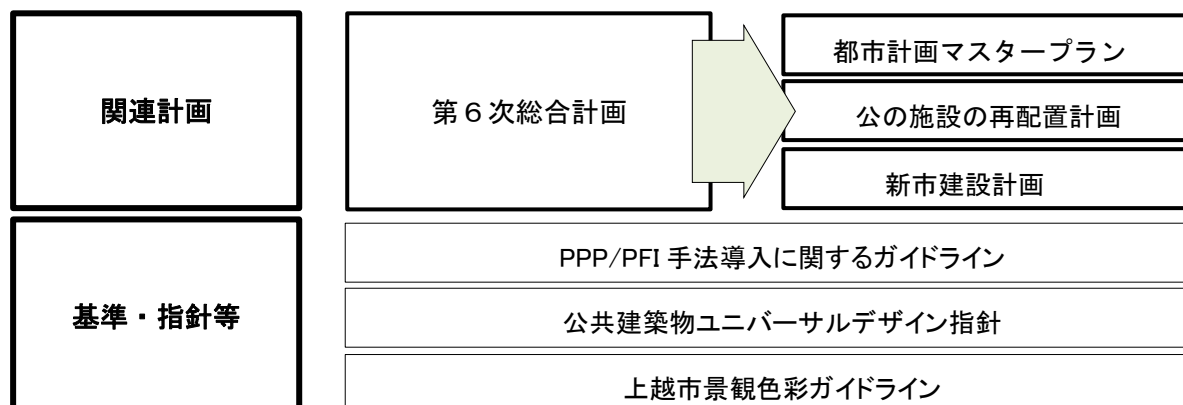 関連計画
第6次総合計画
都市計画マスタープラン
公の施設の再配置計画
新市建設計画
基準・指針等
PPP/PFI 手法導入に関するガイドライン
公共建築物ユニバーサルデザイン指針
上越市景観色彩ガイドライン